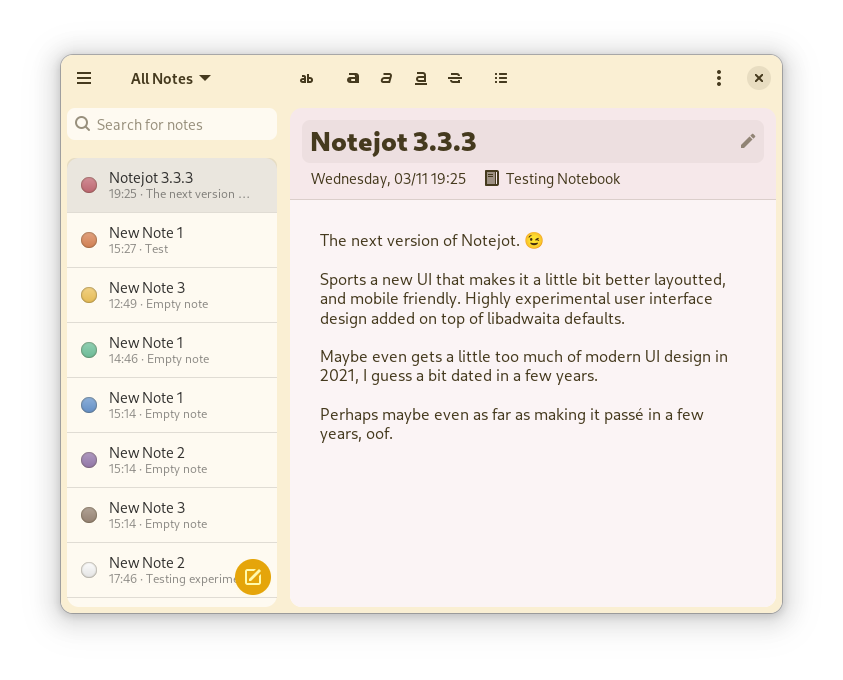 All Notes
ab a a a S
Search for notes
Notejot 3.3.3
19:25 · The next version …
New Note 1
15:27 · Test
New Note 3
12:49 · Empty note
New Note 1
14:46 · Empty note
New Note 1
15:14 · Empty note
New Note 2
15:14 · Empty note
New Note 3
15:14 · Empty note
New Note 2
17:46 · Testing
Notejot 3.3.3
Wednesday, 03/11 19:25 Testing Notebook
The next version of Notejot. 😉
Sports a new UI that makes it a little bit better layoutted,
and mobile friendly. Highly experimental user interface
design added on top of libadwaita defaults.
Maybe even gets a little too much of modern UI design in
2021, I guess a bit dated in a few years.
Perhaps maybe even as far as making it passé in a few
years, oof.